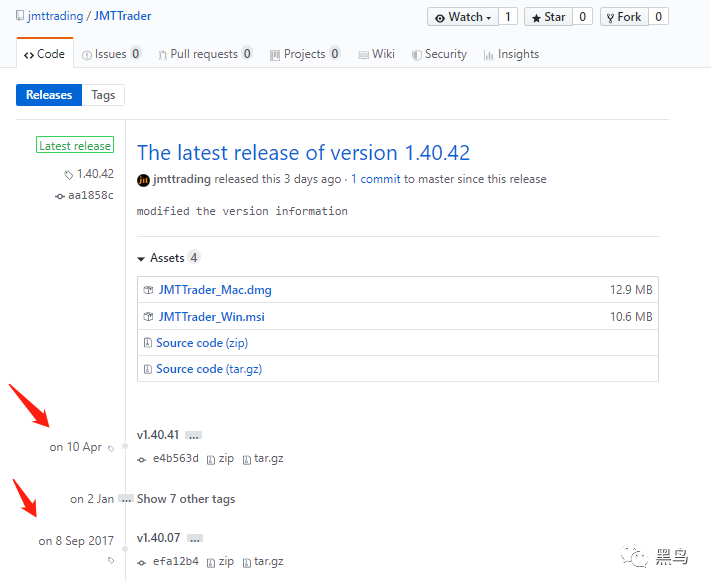 jmttrading / JMTTrader
Watch 1 Star 0 Fork 0
Code Issues 0 Pull requests 0 Projects 0 Wiki Security Insights
Releases Tags
Latest release
1.40.42
aa1858c
The latest release of version 1.40.42
jmttrading released this 3 days ago · 1 commit to master since this release
modified the version information
Assets 4
JMTTrader_Mac.dmg 12.9 MB
JMTTrader_Win.msi 10.6 MB
Source code (zip)
Source code (tar.gz)
on 10 Apr
v1.40.41 ...
e4b563d zip tar.gz
on 2 Jan ... Show 7 other tags
on 8 Sep 2017
v1.40.07 ...
efa12b4 zip tar.gz
黑鸟